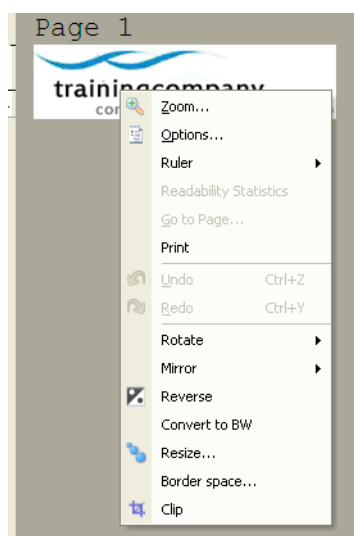 Page 1
trainingcompany
Zoom...
Options...
Ruler
Readability Statistics
Go to Page...
Print
Undo Ctrl+Z
Redo Ctrl+Y
Rotate
Mirror
Reverse
Convert to BW
Resize...
Border space...
Clip